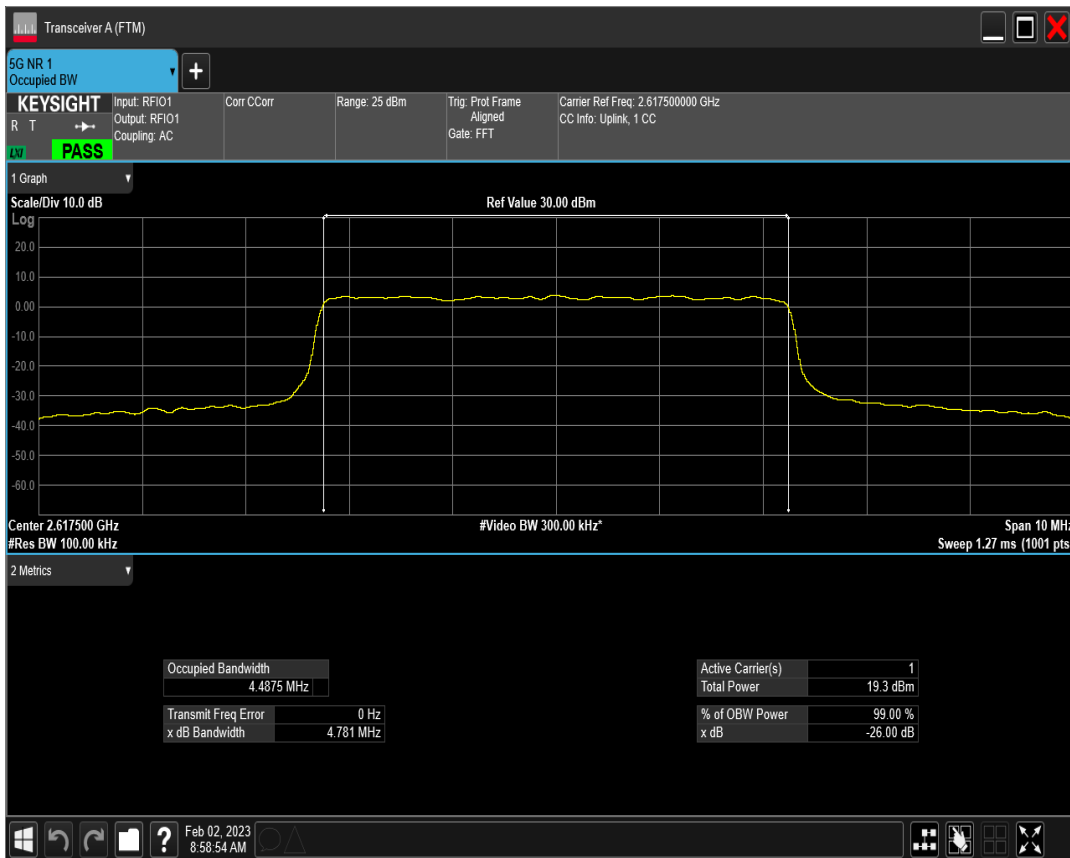 Transceiver A (FTM)
5G NR 1
Occupied BW
+
KEYSIGHT
R T
LXI
PASS
Input: RFIO1
Output: RFIO1
Coupling: AC
Corr CCorr
Range: 25 dBm
Trig: Prot Frame
Aligned
Gate: FFT
Carrier Ref Freq: 2.617500000 GHz
CC Info: Uplink, 1 CC
1 Graph
Scale/Div 10.0 dB
Ref Value 30.00 dBm
Log
20.0
10.0
0.00
-10.0
-20.0
-30.0
-40.0
-50.0
-60.0
Center 2.617500 GHz
#Video BW 300.00 kHz*
Span 10 MHz
#Res BW 100.00 kHz
Sweep 1.27 ms (1001 pts
2 Metrics
Occupied Bandwidth
4.4875 MHz
Transmit Freq Error 0 Hz
x dB Bandwidth 4.781 MHz
Active Carrier(s) 1
Total Power 19.3 dBm
% of OBW Power 99.00 %
x dB -26.00 dB
?
Feb 02, 2023
8:58:54 AM